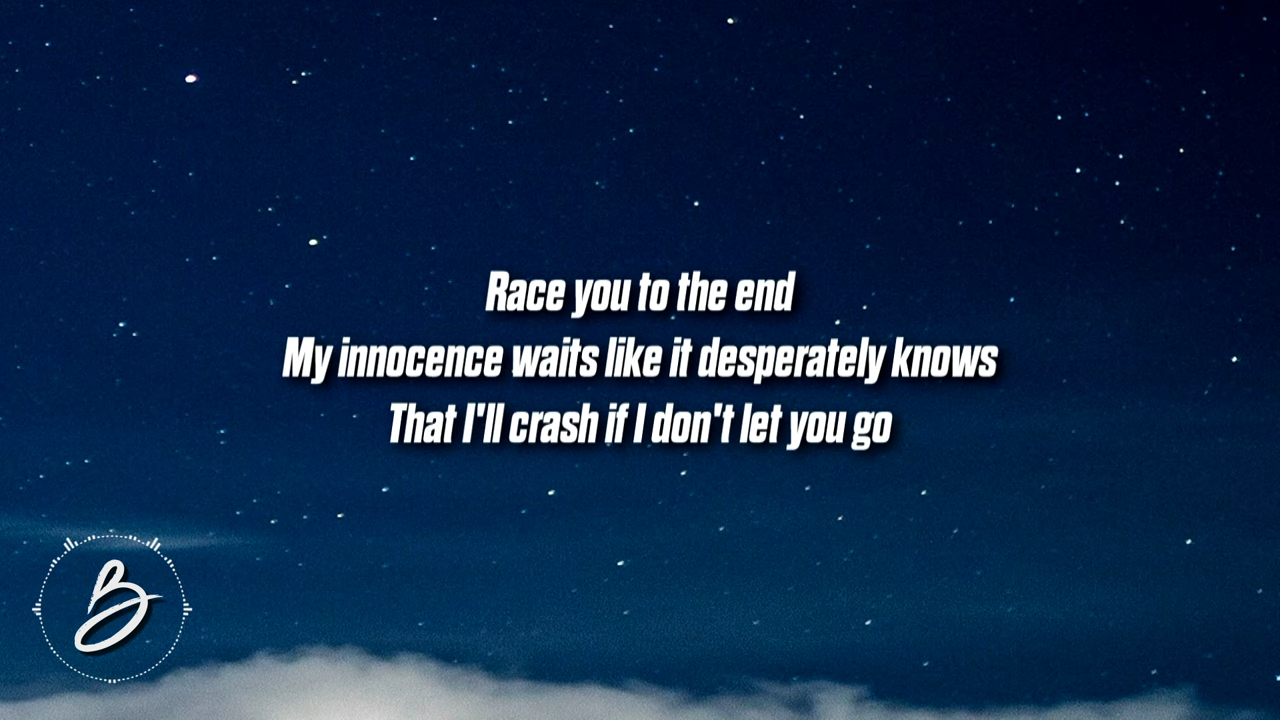 Race you to the end
My innocence waits like it desperately knows
That I'll crash if I don't let you go
B